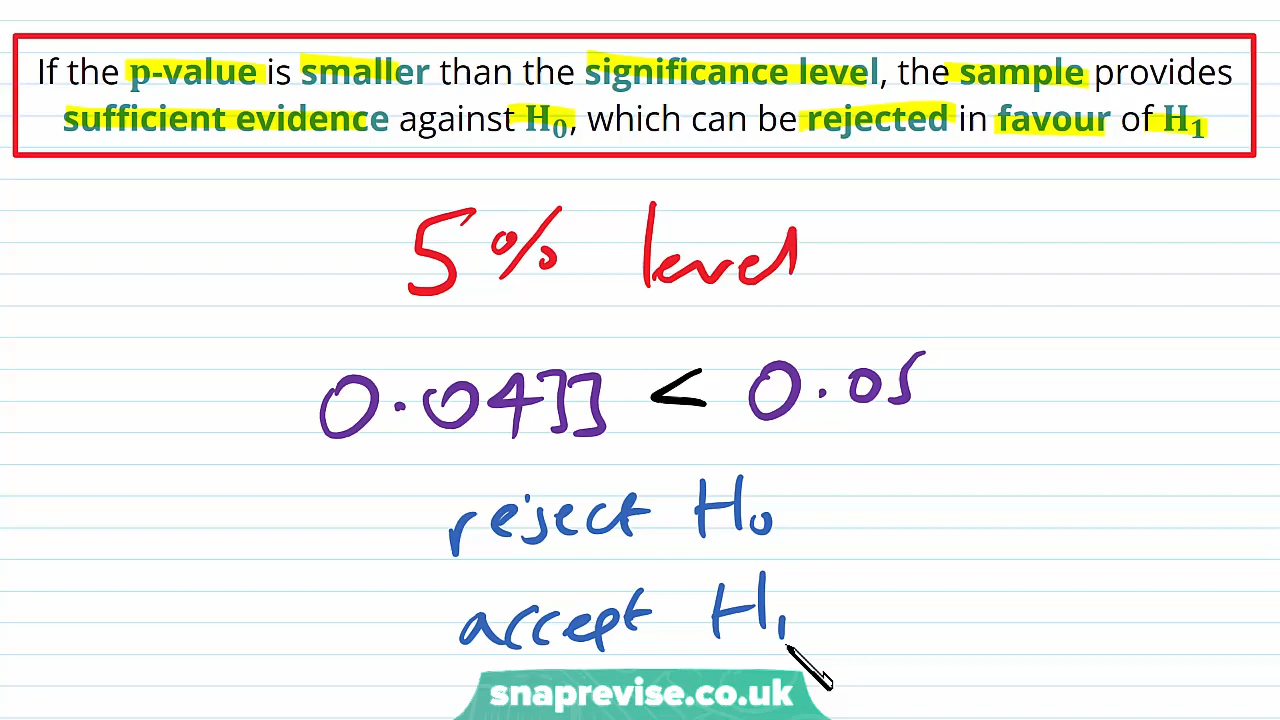 If the p-value is smaller than the significance level, the sample provides
sufficient evidence against H₀, which can be rejected in favour of H₁
5% level
0.0433 < 0.05
reject H₀
accept H₁
snaprevise.co.uk